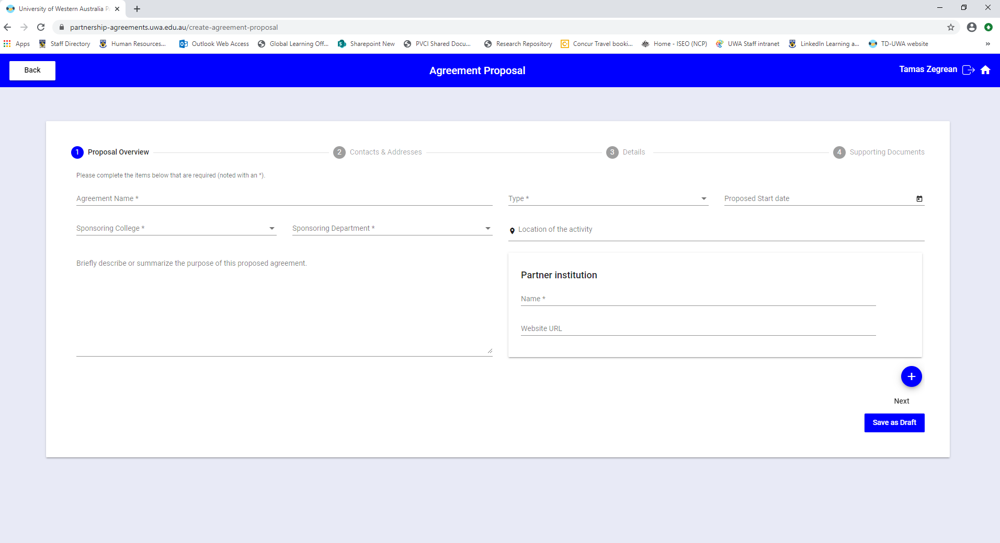 University of Western Australia P
partnership-agreements.uwa.edu.au/create-agreement-proposal
Apps Staff Directory Human Resources... Outlook Web Access Global Learning Off... Sharepoint New PVCI Shared Docu... Research Repository Concur Travel booki... Home - ISEO (NCP) UWA Staff intranet LinkedIn Learning a... TD-UWA website »
Back Agreement Proposal Tamas Zegrean
1 Proposal Overview 2 Contacts & Addresses 3 Details 4 Supporting Documents
Please complete the items below that are required (noted with an *).
Agreement Name * Type * Proposed Start date
Sponsoring College * Sponsoring Department * Location of the activity
Briefly describe or summarize the purpose of this proposed agreement.
Partner institution
Name *
Website URL
+
Next
Save as Draft